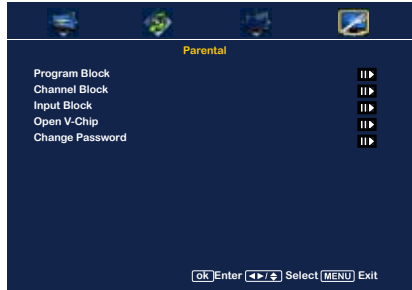 Parental
Program Block
Channel Block
Input Block
Open V-Chip
Change Password
ok Enter ◄►/◆ Select MENU Exit